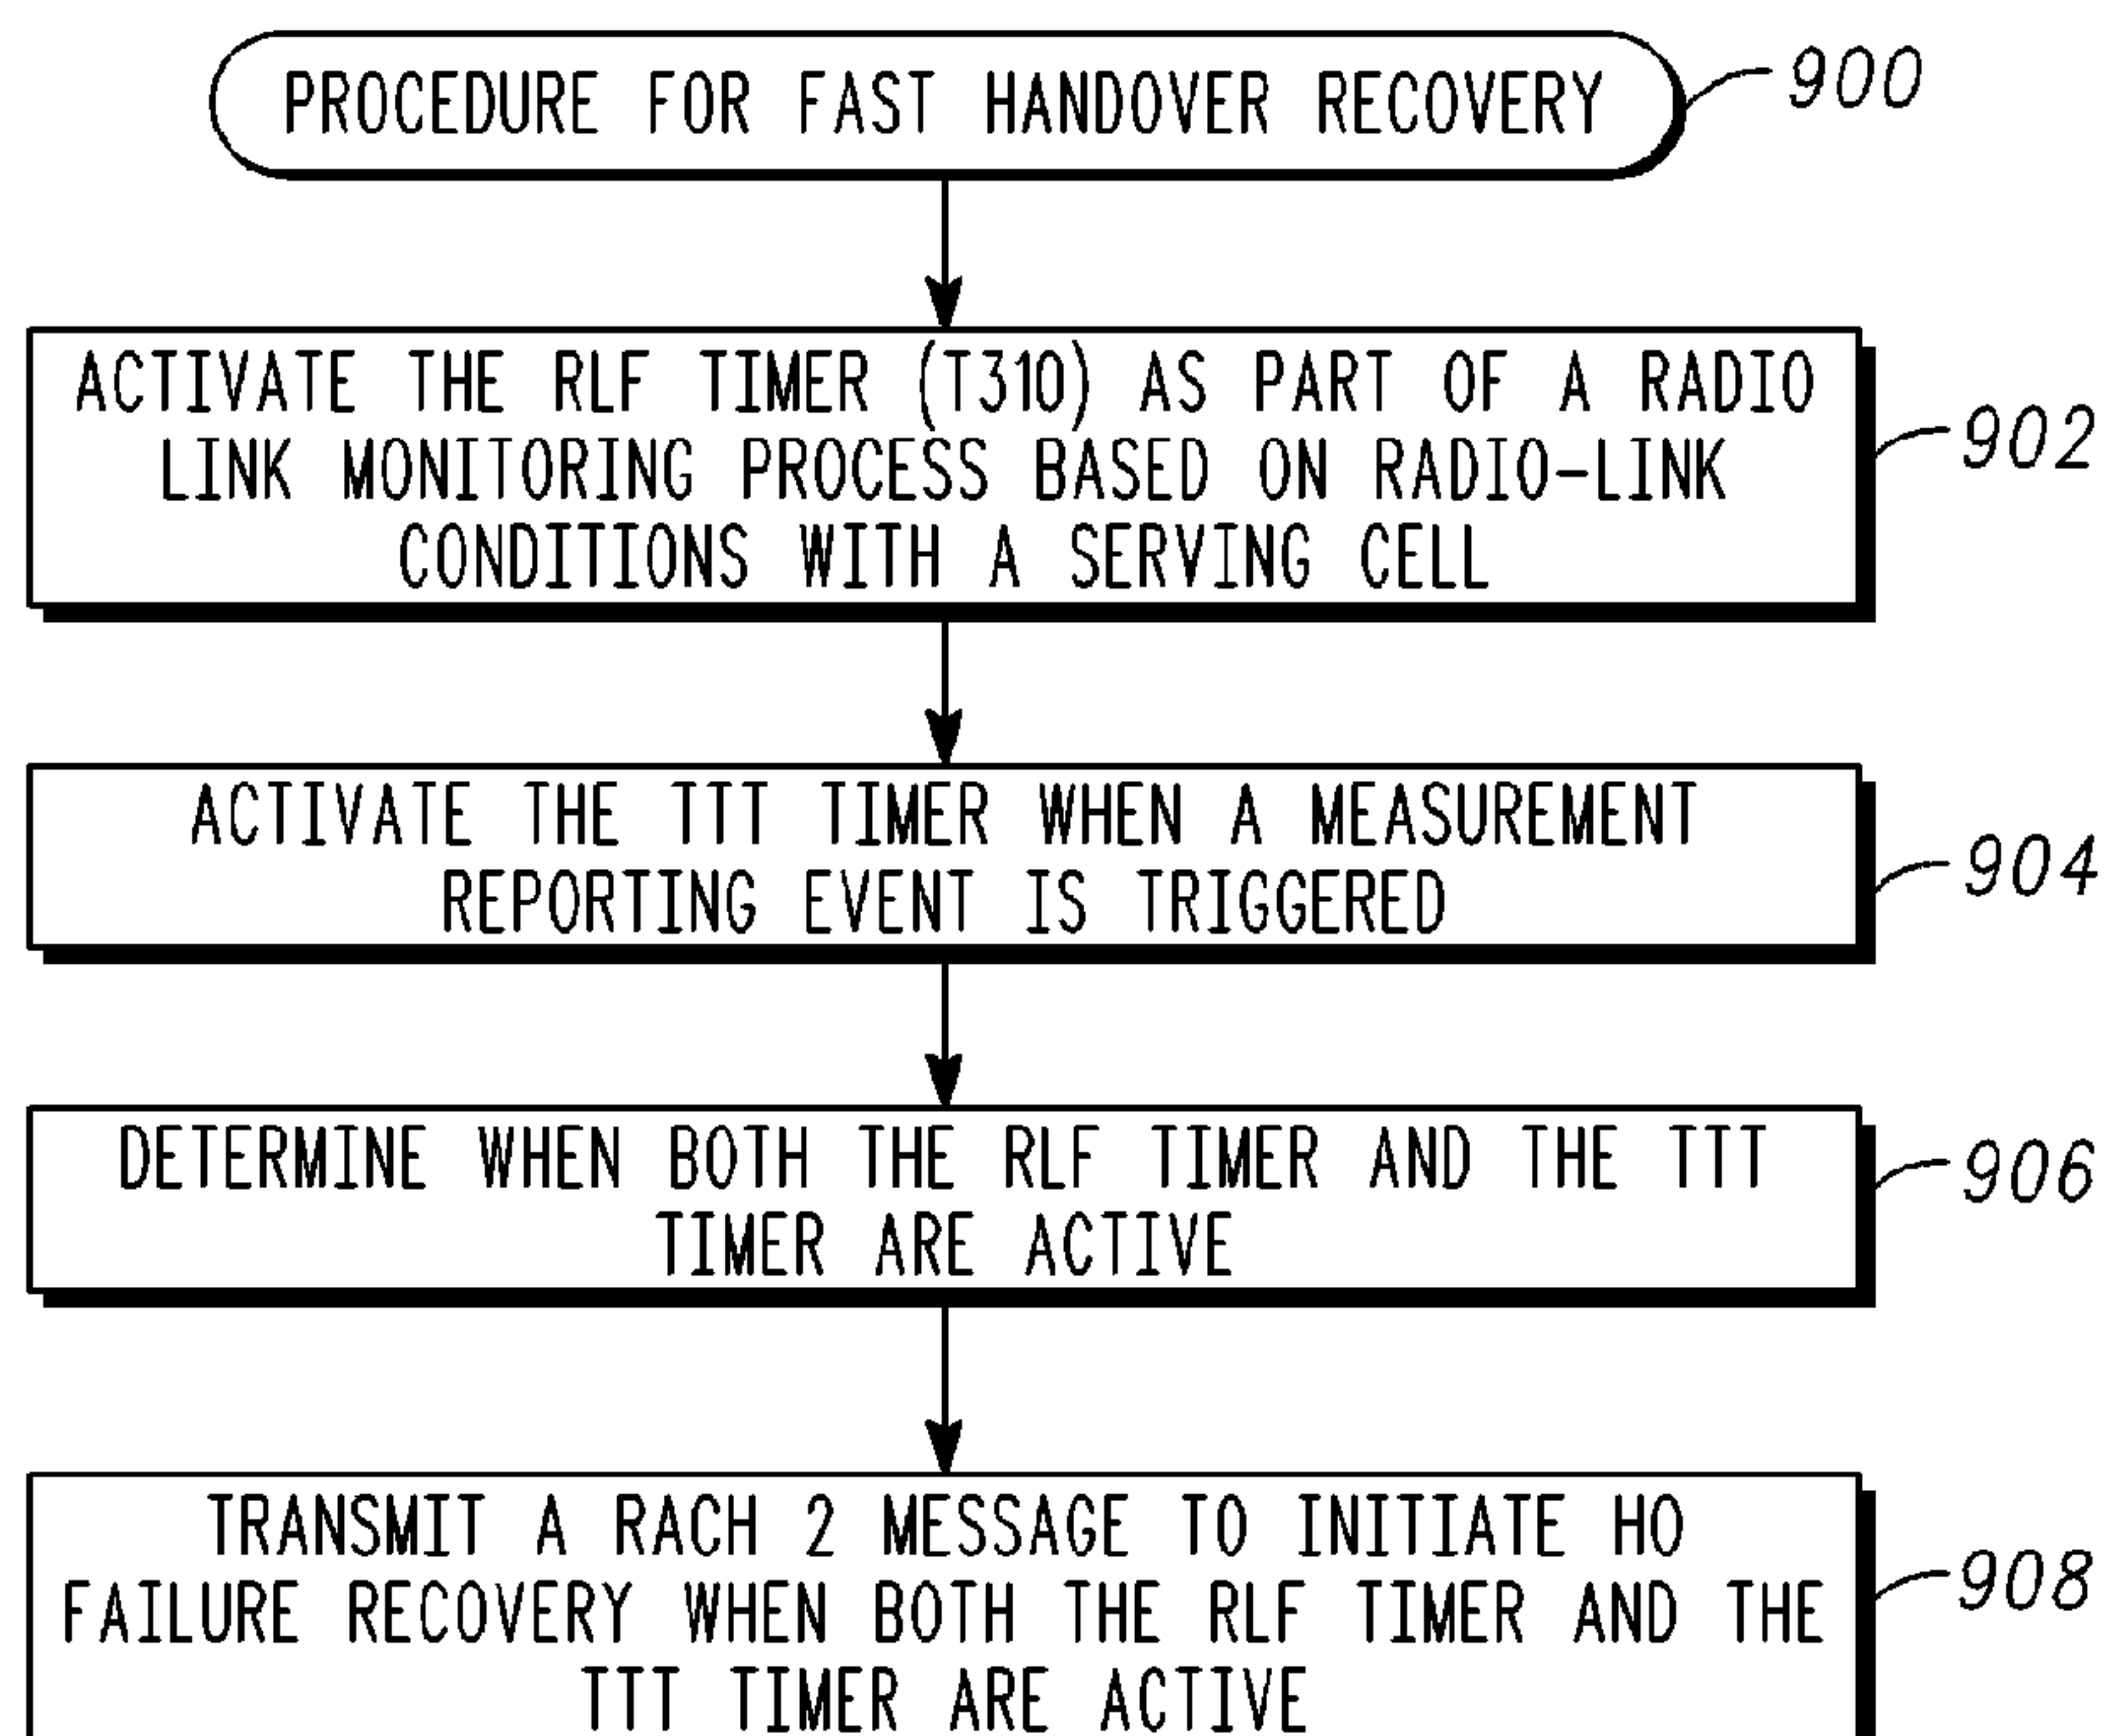 PROCEDURE FOR FAST HANDOVER RECOVERY
900
ACTIVATE THE RLF TIMER (T310) AS PART OF A RADIO
LINK MONITORING PROCESS BASED ON RADIO-LINK
CONDITIONS WITH A SERVING CELL
902
ACTIVATE THE TTT TIMER WHEN A MEASUREMENT
REPORTING EVENT IS TRIGGERED
904
DETERMINE WHEN BOTH THE RLF TIMER AND THE TTT
TIMER ARE ACTIVE
906
TRANSMIT A RACH 2 MESSAGE TO INITIATE HO
FAILURE RECOVERY WHEN BOTH THE RLF TIMER AND THE
TTT TIMER ARE ACTIVE
908